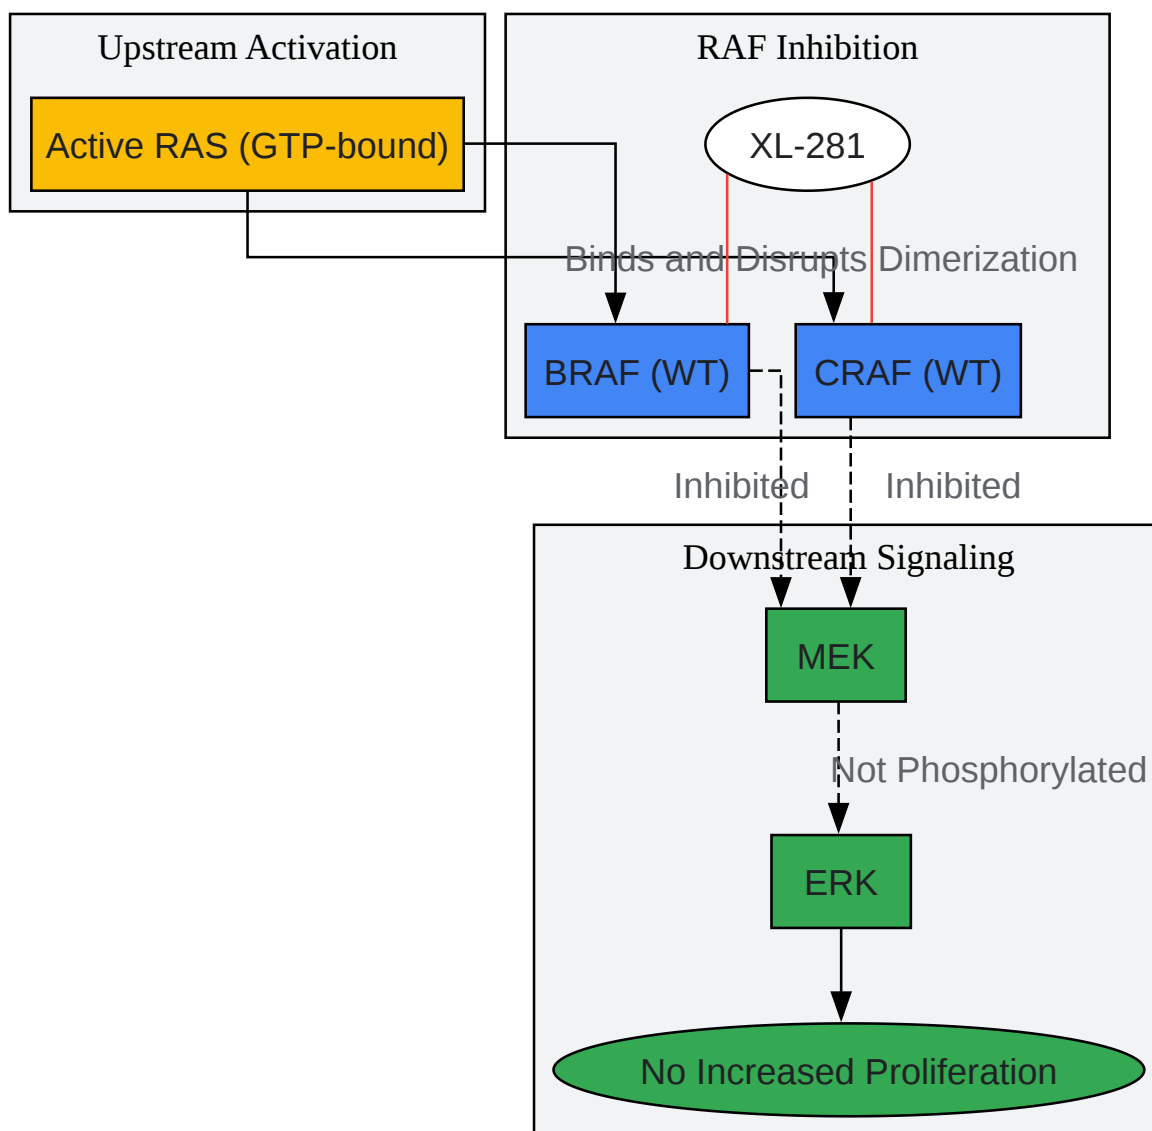 Upstream Activation
RAF Inhibition
Active RAS (GTP-bound)
XL-281
Binds and Disrupts Dimerization
BRAF (WT)
CRAF (WT)
Inhibited
Inhibited
Downstream Signaling
MEK
Not Phosphorylated
ERK
No Increased Proliferation